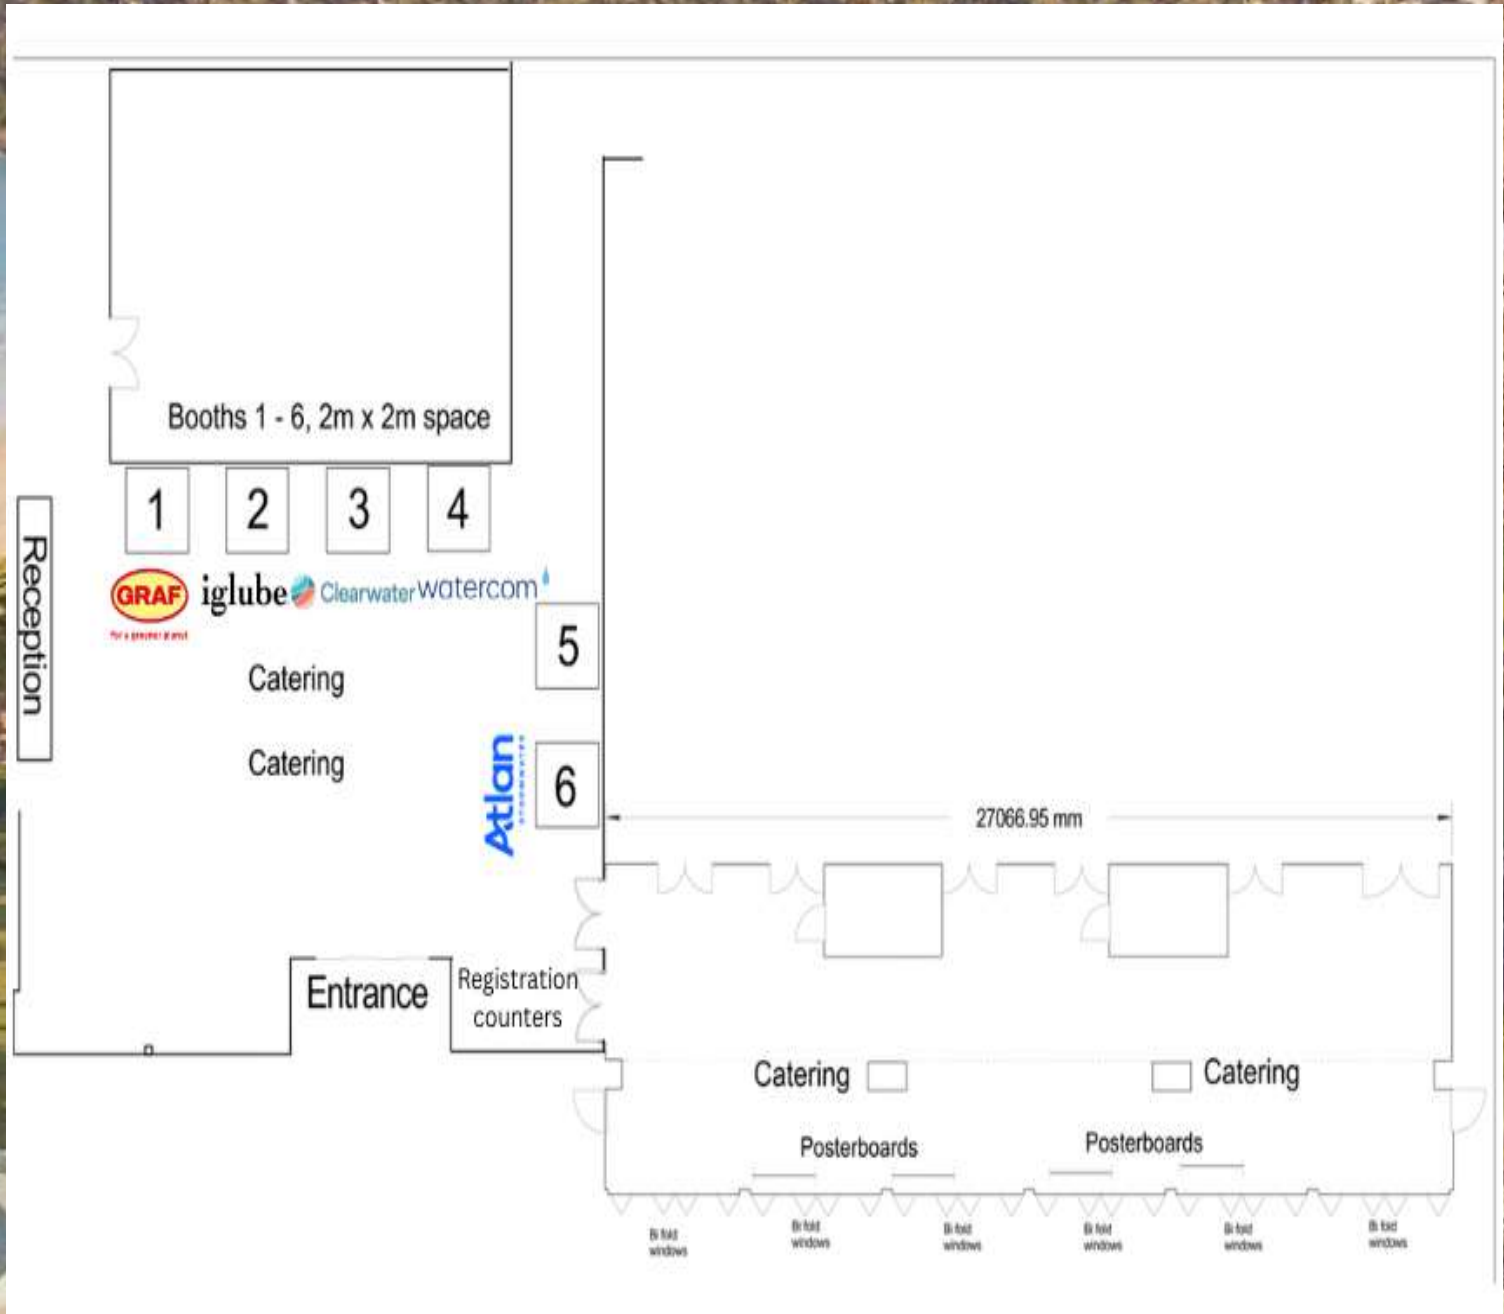 Booths 1 - 6, 2m x 2m space
1
2
3
4
Reception
GRAF
iglube
Clearwater
watercom
5
Catering
Catering
Atlan
6
27066.95 mm
Entrance
Registration
counters
Catering
Catering
Posterboards
Posterboards
Bi fold
windows
Bi fold
windows
Bi fold
windows
Bi fold
windows
Bi fold
windows
Bi fold
windows